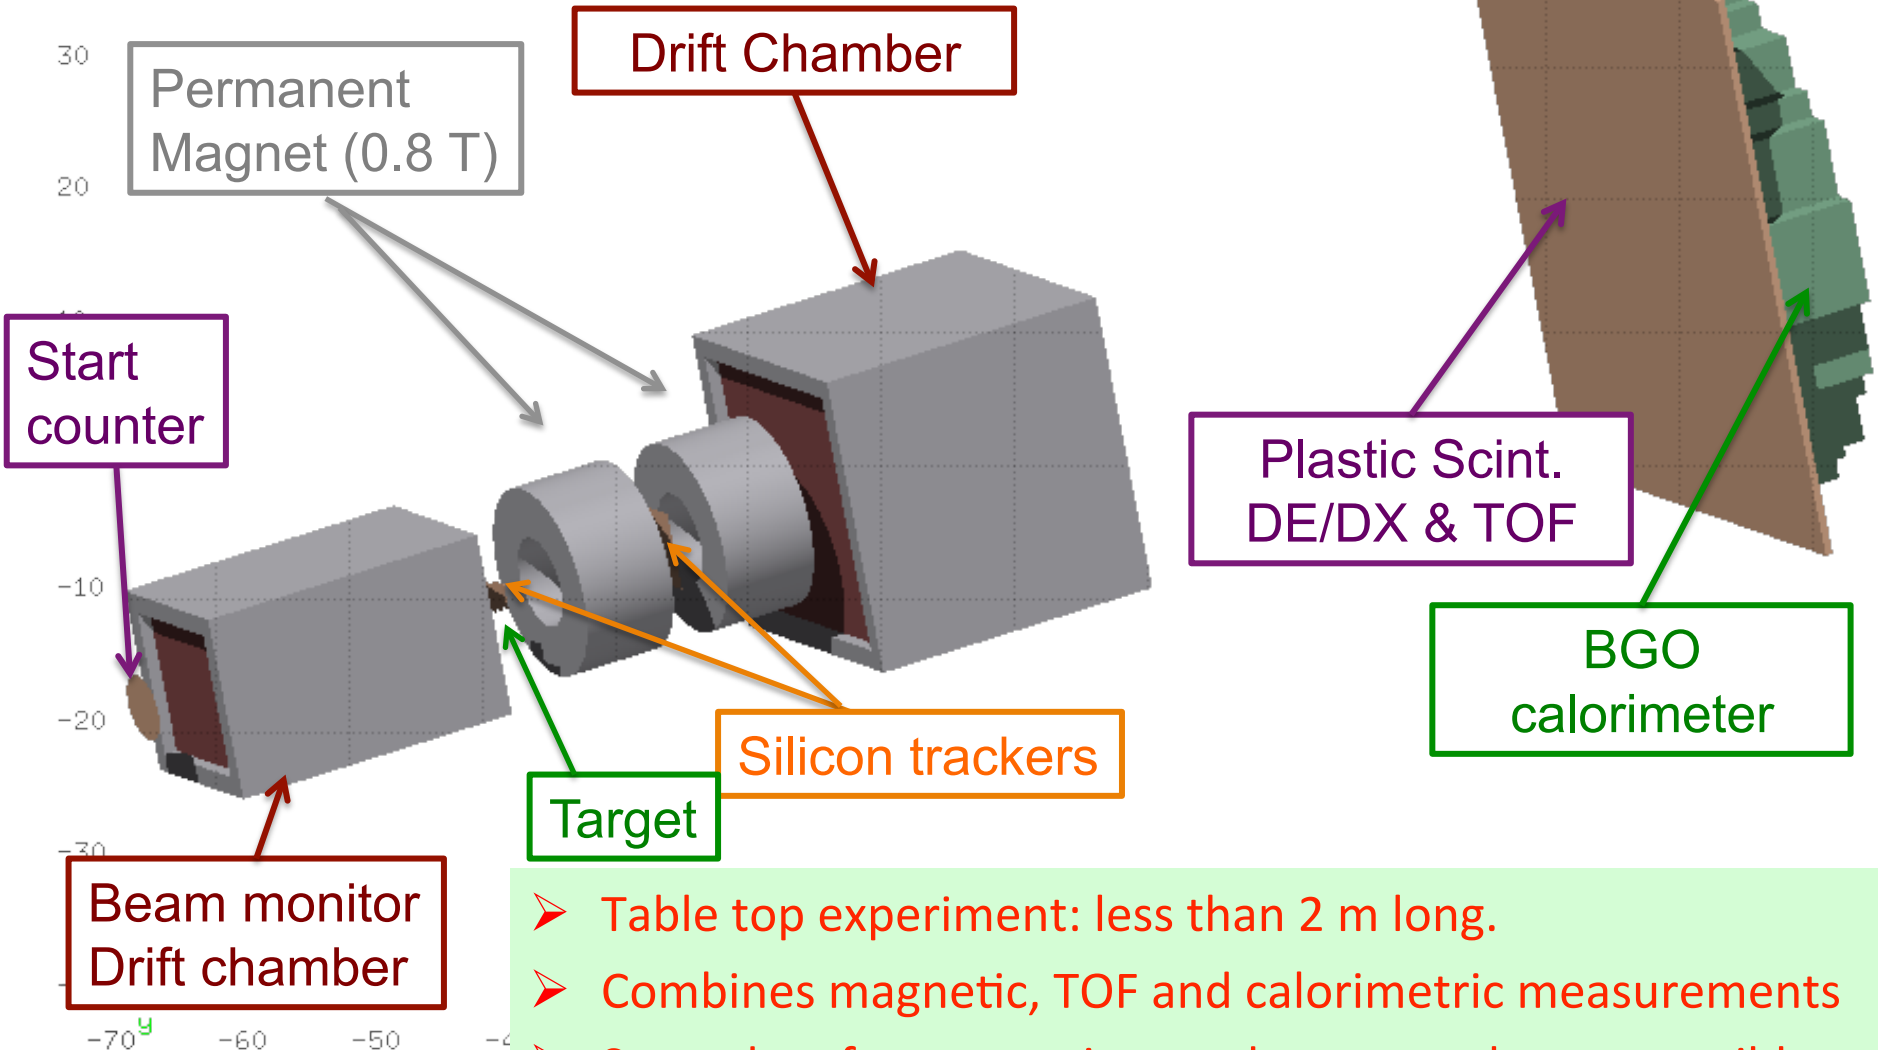 30
Drift Chamber
Permanent
Magnet (0.8 T)
20
Start
counter
Plastic Scint.
DE/DX & TOF
-10
BGO
calorimeter
-20
Silicon trackers
Target
-30
Beam monitor
Drift chamber
➢ Table top experiment: less than 2 m long.
➢ Combines magnetic, TOF and calorimetric measurements
-70 y -60 -50